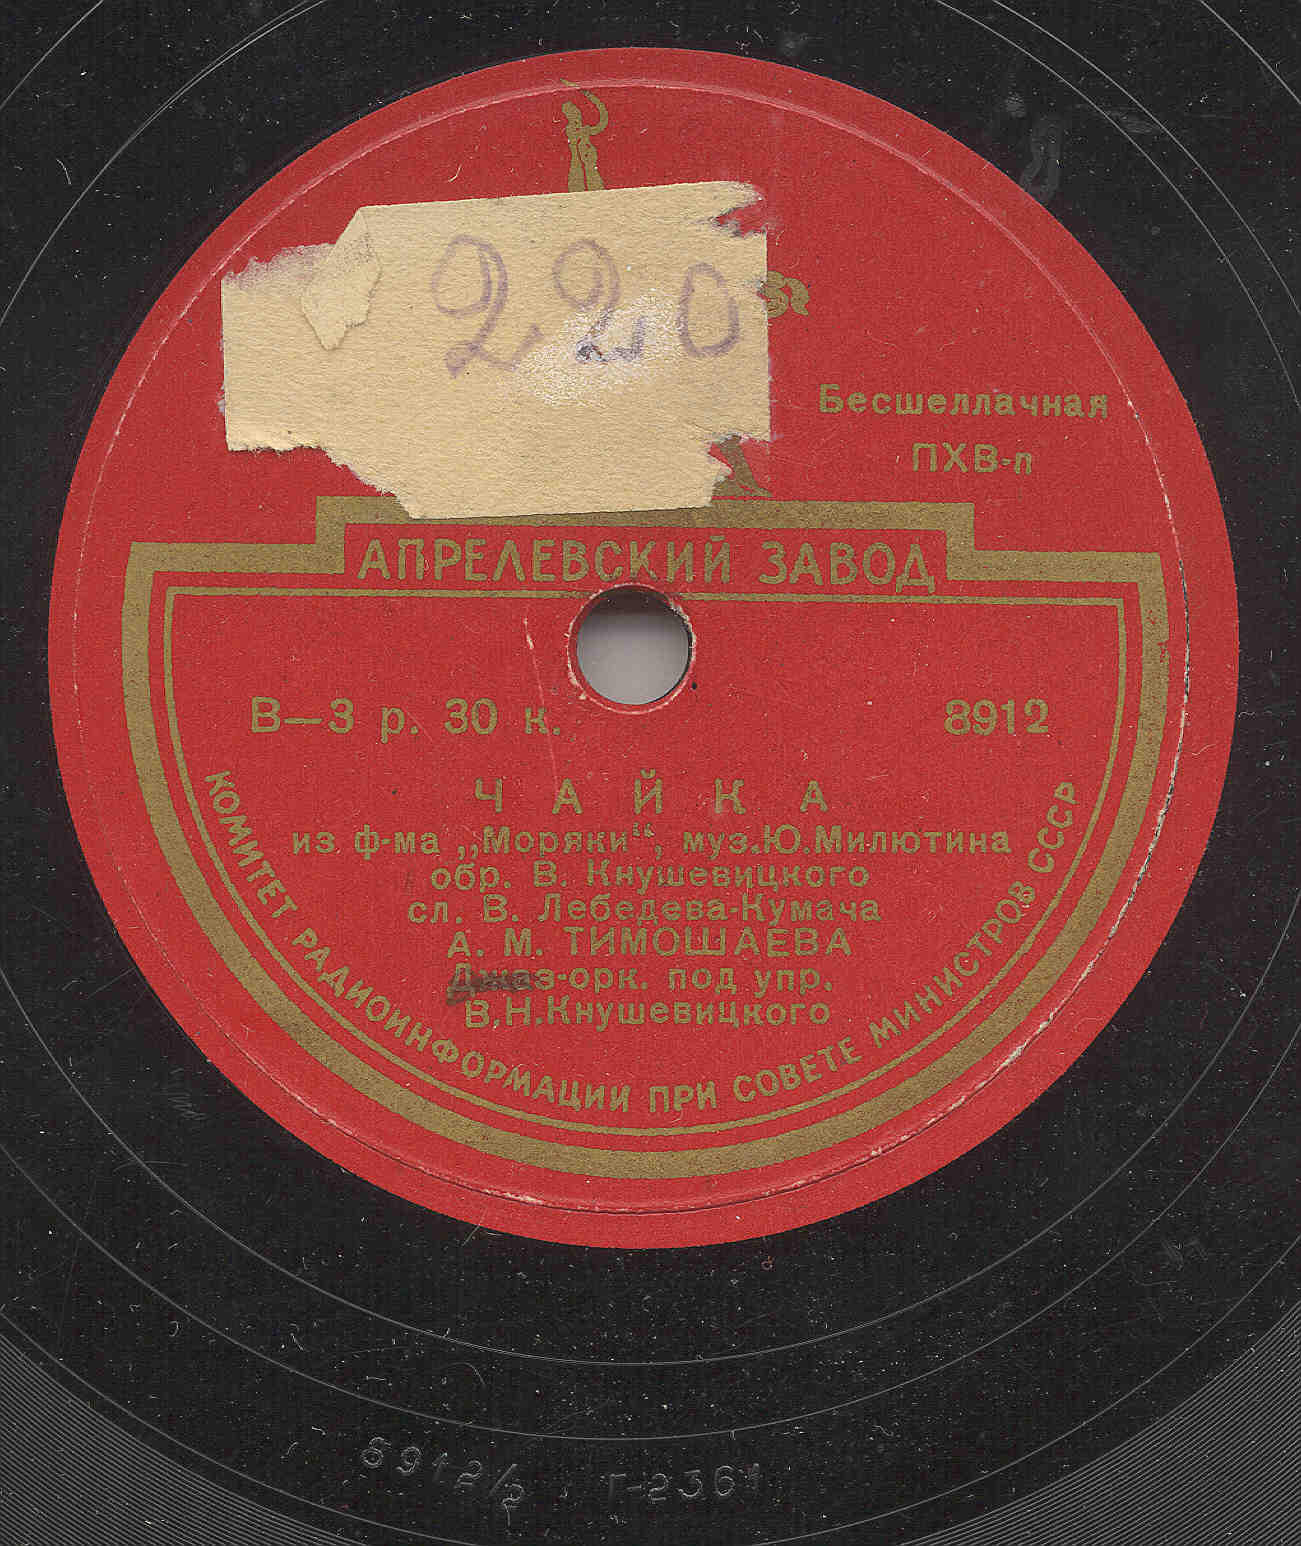 220
Бесшеллачная
ПХВ-п
АПРЕЛЕВСКИЙ ЗАВОД
В—3 р. 30 к.
8912
ЧАЙКА
из ф-ма „Моряки“, муз.Ю.Милютина
обр. В. Кнушевицкого
сл. В. Лебедева-Кумача
А. М. ТИМОШАЕВА
Джаз-орк. под упр.
В.Н.Кнушевицкого
КОМИТЕТ РАДИОИНФОРМАЦИИ ПРИ СОВЕТЕ МИНИСТРОВ СССР
8912/2 Г-2361